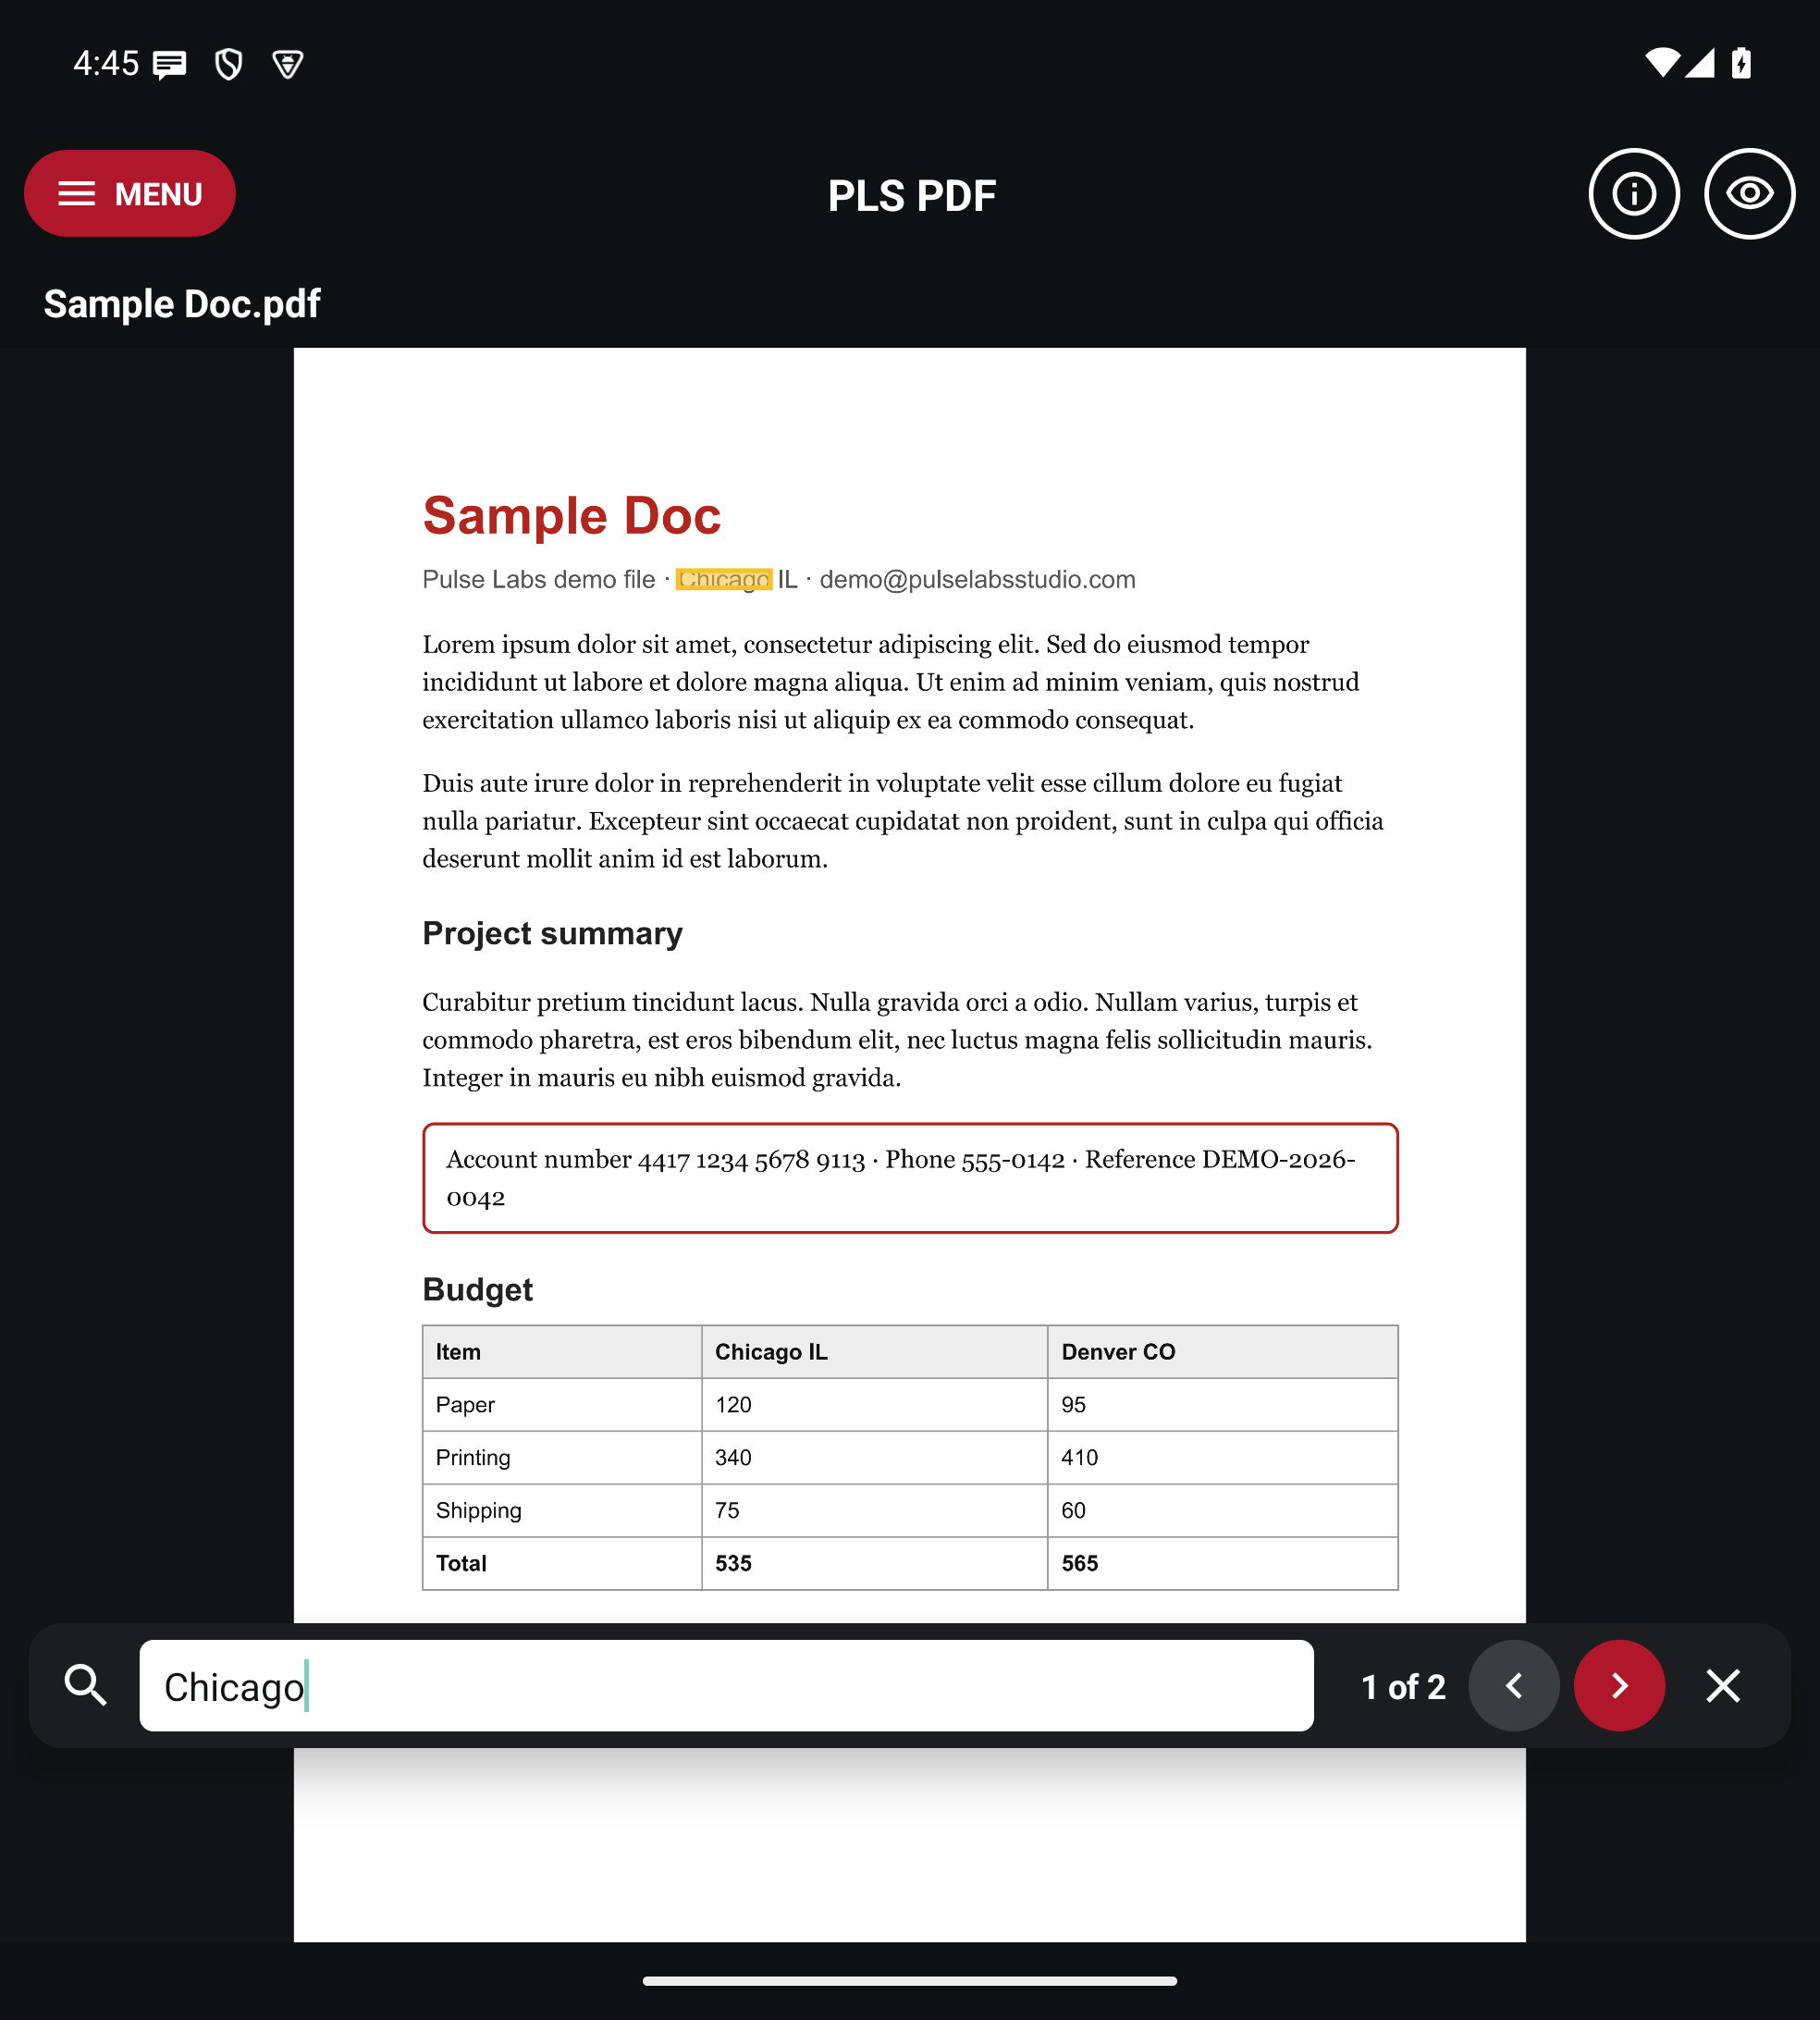 4:45
MENU
PLS PDF
Sample Doc.pdf
Sample Doc
Pulse Labs demo file · Chicago IL · demo@pulselabsstudio.com
Lorem ipsum dolor sit amet, consectetur adipiscing elit. Sed do eiusmod tempor
incididunt ut labore et dolore magna aliqua. Ut enim ad minim veniam, quis nostrud
exercitation ullamco laboris nisi ut aliquip ex ea commodo consequat.
Duis aute irure dolor in reprehenderit in voluptate velit esse cillum dolore eu fugiat
nulla pariatur. Excepteur sint occaecat cupidatat non proident, sunt in culpa qui officia
deserunt mollit anim id est laborum.
Project summary
Curabitur pretium tincidunt lacus. Nulla gravida orci a odio. Nullam varius, turpis et
commodo pharetra, est eros bibendum elit, nec luctus magna felis sollicitudin mauris.
Integer in mauris eu nibh euismod gravida.
Account number 4417 1234 5678 9113 · Phone 555-0142 · Reference DEMO-2026-
0042
Budget
Item Chicago IL Denver CO
Paper 120 95
Printing 340 410
Shipping 75 60
Total 535 565
Chicago 1 of 2